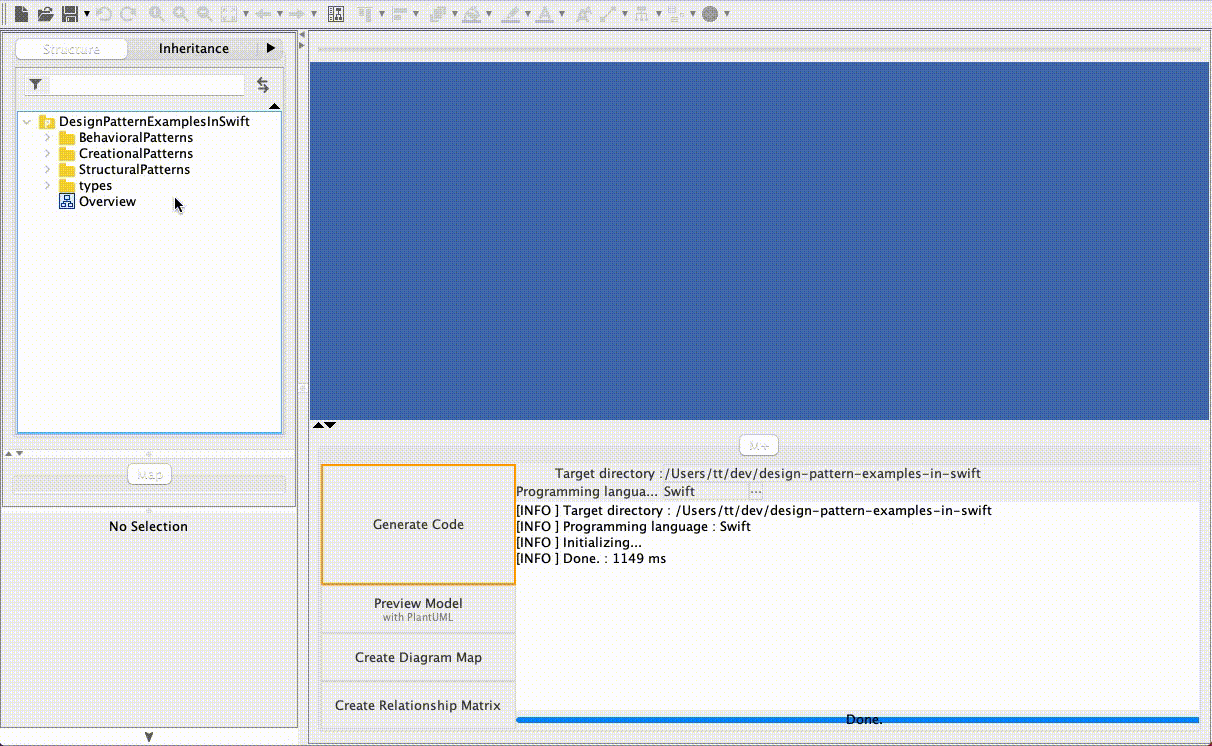 Structure
Inheritance
DesignPatternExamplesInSwift
BehavioralPatterns
CreationalPatterns
StructuralPatterns
types
Overview
Map
No Selection
M+
Generate Code
Preview Model
with PlantUML
Create Diagram Map
Create Relationship Matrix
Target directory :/Users/tt/dev/design-pattern-examples-in-swift
Programming langua... Swift ...
[INFO ] Target directory : /Users/tt/dev/design-pattern-examples-in-swift
[INFO ] Programming language : Swift
[INFO ] Initializing...
[INFO ] Done. : 1149 ms
Done.